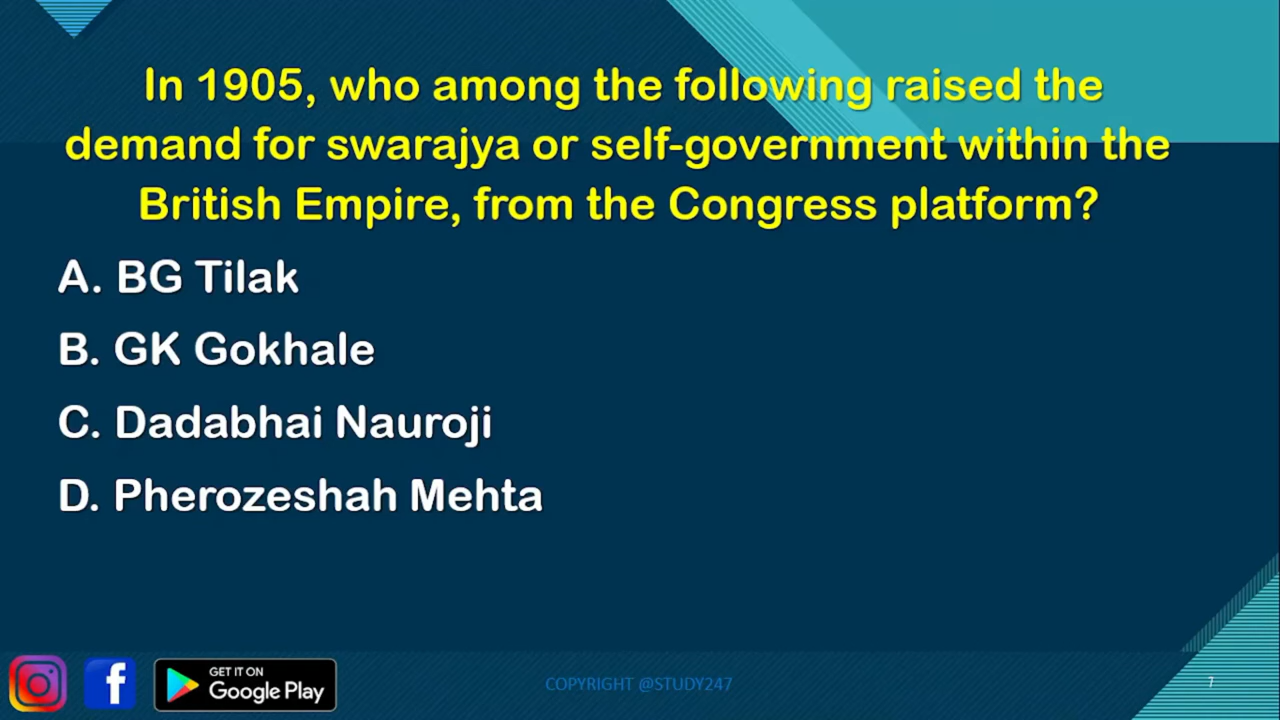 In 1905, who among the following raised the
demand for swarajya or self-government within the
British Empire, from the Congress platform?
A. BG Tilak
B. GK Gokhale
C. Dadabhai Nauroji
D. Pherozeshah Mehta
f
GET IT ON
Google Play
COPYRIGHT @STUDY247
7